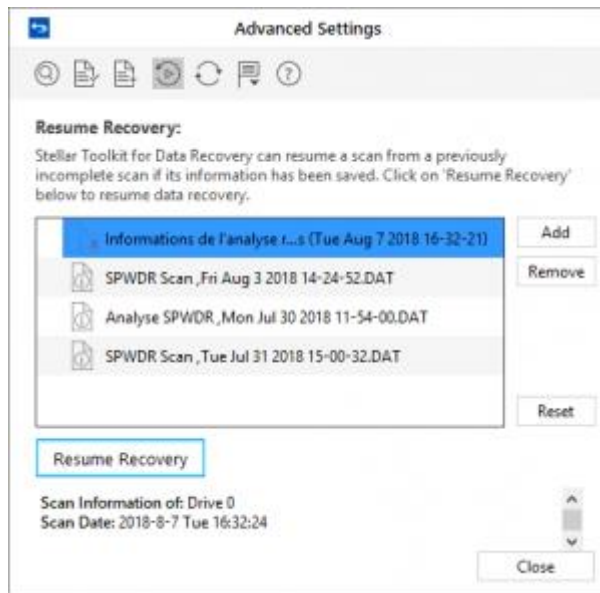 Advanced Settings
Resume Recovery:
Stellar Toolkit for Data Recovery can resume a scan from a previously
incomplete scan if its information has been saved. Click on 'Resume Recovery'
below to resume data recovery.
Informations de l'analyse r...s (Tue Aug 7 2018 16-32-21)
SPWDR Scan ,Fri Aug 3 2018 14-24-52.DAT
Analyse SPWDR ,Mon Jul 30 2018 11-54-00.DAT
SPWDR Scan ,Tue Jul 31 2018 15-00-32.DAT
Add
Remove
Reset
Resume Recovery
Scan Information of: Drive 0
Scan Date: 2018-8-7 Tue 16:32:24
Close